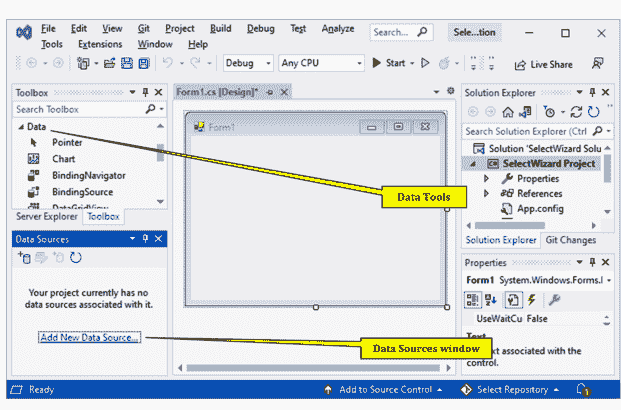 File Edit View Git Project Build Debug Test Analyze Search... Sele...tion
Tools Extensions Window Help
Debug Any CPU Start Live Share
Toolbox
Search Toolbox
Data
Pointer
Chart
BindingNavigator
BindingSource
DataGridView
Server Explorer Toolbox
Data Sources
Your project currently has no
data sources associated with it.
Add New Data Source...
Form1.cs [Design]*
Form1
Data Tools
Data Sources window
Solution Explorer
Search Solution Explorer (Ctrl
Solution 'SelectWizard Solu
SelectWizard Project
Properties
References
App.config
Solution Explorer Git Changes
Properties
Form1 System.Windows.Forms.
UseWaitCu False
Text
text associated with the
control.
Ready Add to Source Control Select Repository 1